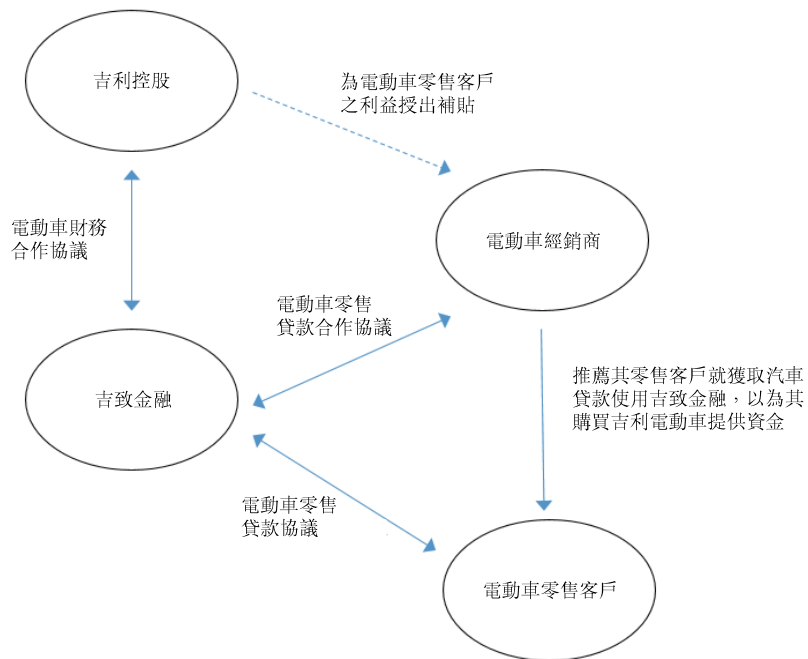 吉利控股
為電動車零售客戶
之利益授出補貼
電動車財務
合作協議
電動車經銷商
電動車零售
貸款合作協議
吉致金融
推薦其零售客戶就獲取汽車
貸款使用吉致金融，以為其
購買吉利電動車提供資金
電動車零售
貸款協議
電動車零售客戶